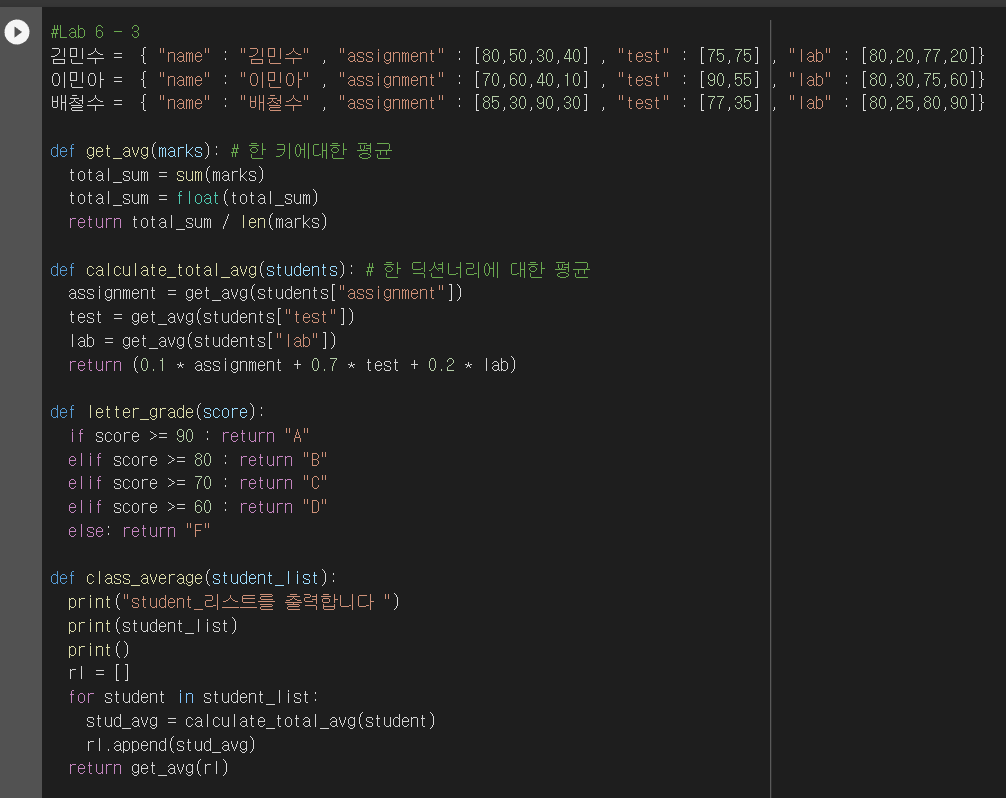 #Lab 6 - 3
김민수 =  { "name" : "김민수" , "assignment" : [80,50,30,40] , "test" : [75,75] , "lab" : [80,20,77,20]}
이민아 =  { "name" : "이민아" , "assignment" : [70,60,40,10] , "test" : [90,55] , "lab" : [80,30,75,60]}
배철수 =  { "name" : "배철수" , "assignment" : [85,30,90,30] , "test" : [77,35] , "lab" : [80,25,80,90]}
def get_avg(marks): # 한 키에대한 평균
  total_sum = sum(marks)
  total_sum = float(total_sum)
  return total_sum / len(marks)
def calculate_total_avg(students): # 한 딕션너리에 대한 평균
  assignment = get_avg(students["assignment"])
  test = get_avg(students["test"])
  lab = get_avg(students["lab"])
  return (0.1 * assignment + 0.7 * test + 0.2 * lab)
def letter_grade(score):
  if score >= 90 : return "A"
  elif score >= 80 : return "B"
  elif score >= 70 : return "C"
  elif score >= 60 : return "D"
  else: return "F"
def class_average(student_list):
  print("student_리스트를 출력합니다 ")
  print(student_list)
  print()
  rl = []
  for student in student_list:
    stud_avg = calculate_total_avg(student)
    rl.append(stud_avg)
  return get_avg(rl)